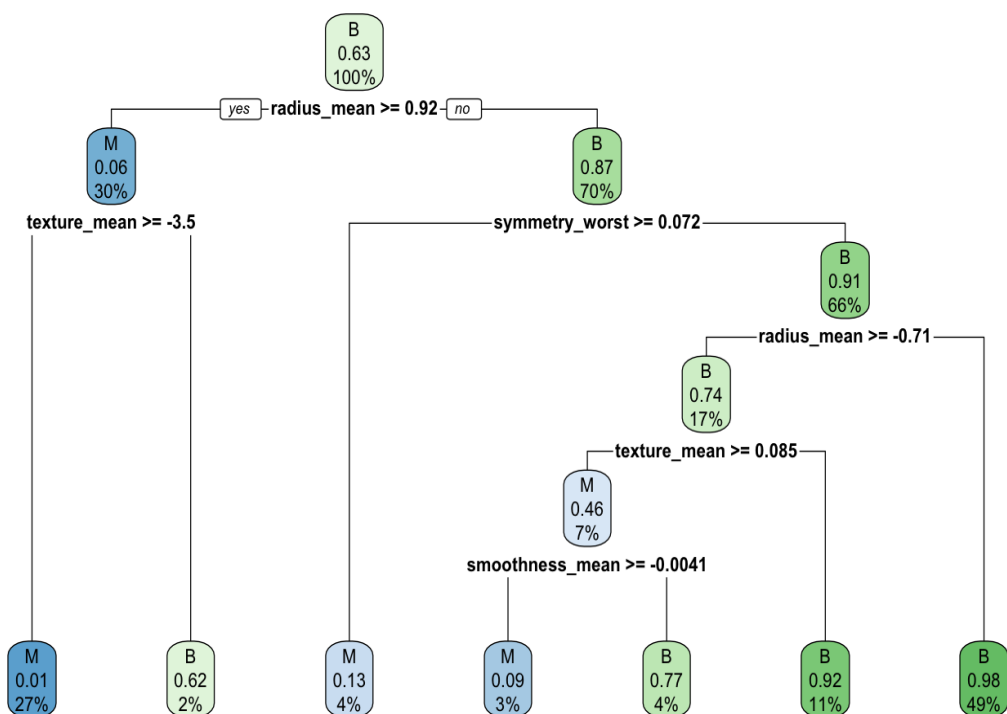 B
0.63
100%
yes radius_mean >= 0.92 no
M
0.06
30%
B
0.87
70%
texture_mean >= -3.5
symmetry_worst >= 0.072
B
0.91
66%
radius_mean >= -0.71
B
0.74
17%
texture_mean >= 0.085
M
0.46
7%
smoothness_mean >= -0.0041
M
0.01
27%
B
0.62
2%
M
0.13
4%
M
0.09
3%
B
0.77
4%
B
0.92
11%
B
0.98
49%